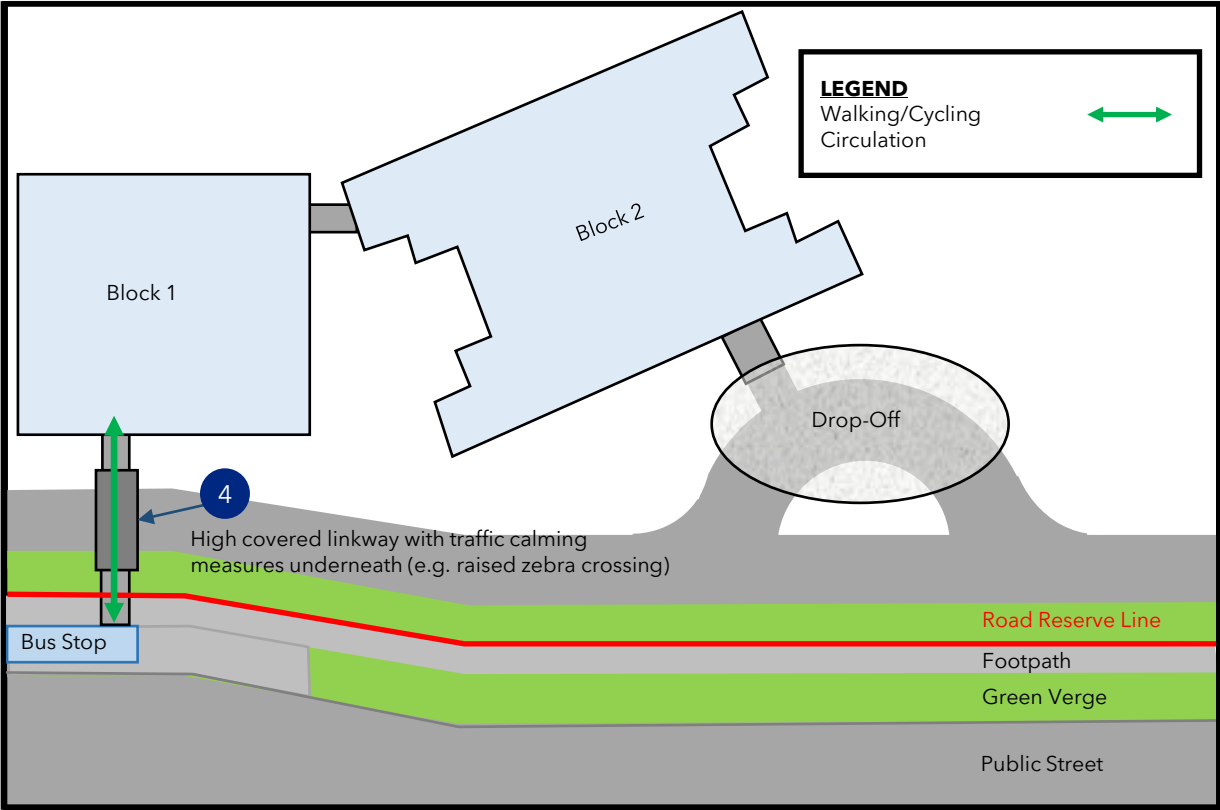 LEGEND
Walking/Cycling
Circulation
Block 2
Block 1
Drop-Off
4
High covered linkway with traffic calming
measures underneath (e.g. raised zebra crossing)
Road Reserve Line
Bus Stop
Footpath
Green Verge
Public Street